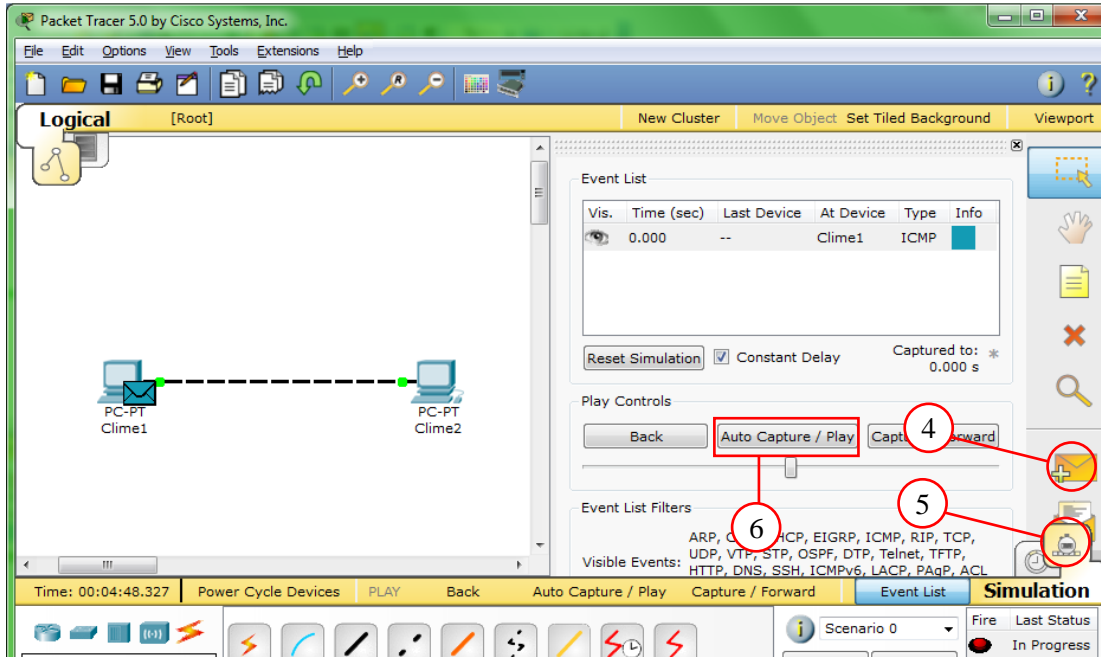 Packet Tracer 5.0 by Cisco Systems, Inc.
File Edit Options View Tools Extensions Help
Logical [Root] New Cluster Move Object Set Tiled Background Viewport
Event List
Vis. Time (sec) Last Device At Device Type Info
0.000 -- Clime1 ICMP
Reset Simulation Constant Delay Captured to: *
0.000 s
Play Controls
Back Auto Capture / Play
4
PC-PT
Clime1
PC-PT
Clime2
5
Event List Filters
6
Visible Events:
ARP, EIGRP, ICMP, RIP, TCP,
UDP, VTP, STP, OSPF, DTP, Telnet, TFTP,
HTTP, DNS, SSH, ICMPv6, LACP, PAgP, ACL
Time: 00:04:48.327 Power Cycle Devices PLAY Back Auto Capture / Play Capture / Forward Event List Simulation
Scenario 0 Fire Last Status
In Progress